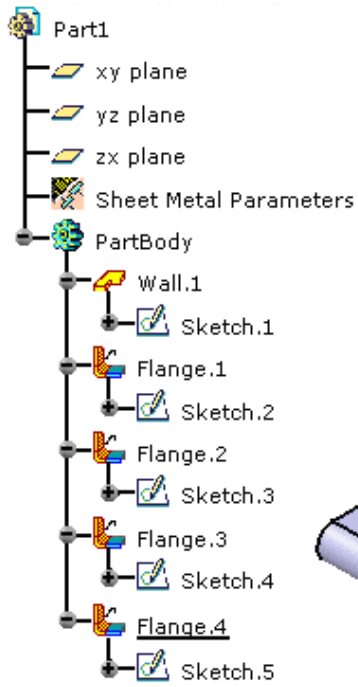 Part1
xy plane
yz plane
zx plane
Sheet Metal Parameters
PartBody
Wall.1
Sketch.1
Flange.1
Sketch.2
Flange.2
Sketch.3
Flange.3
Sketch.4
Flange.4
Sketch.5